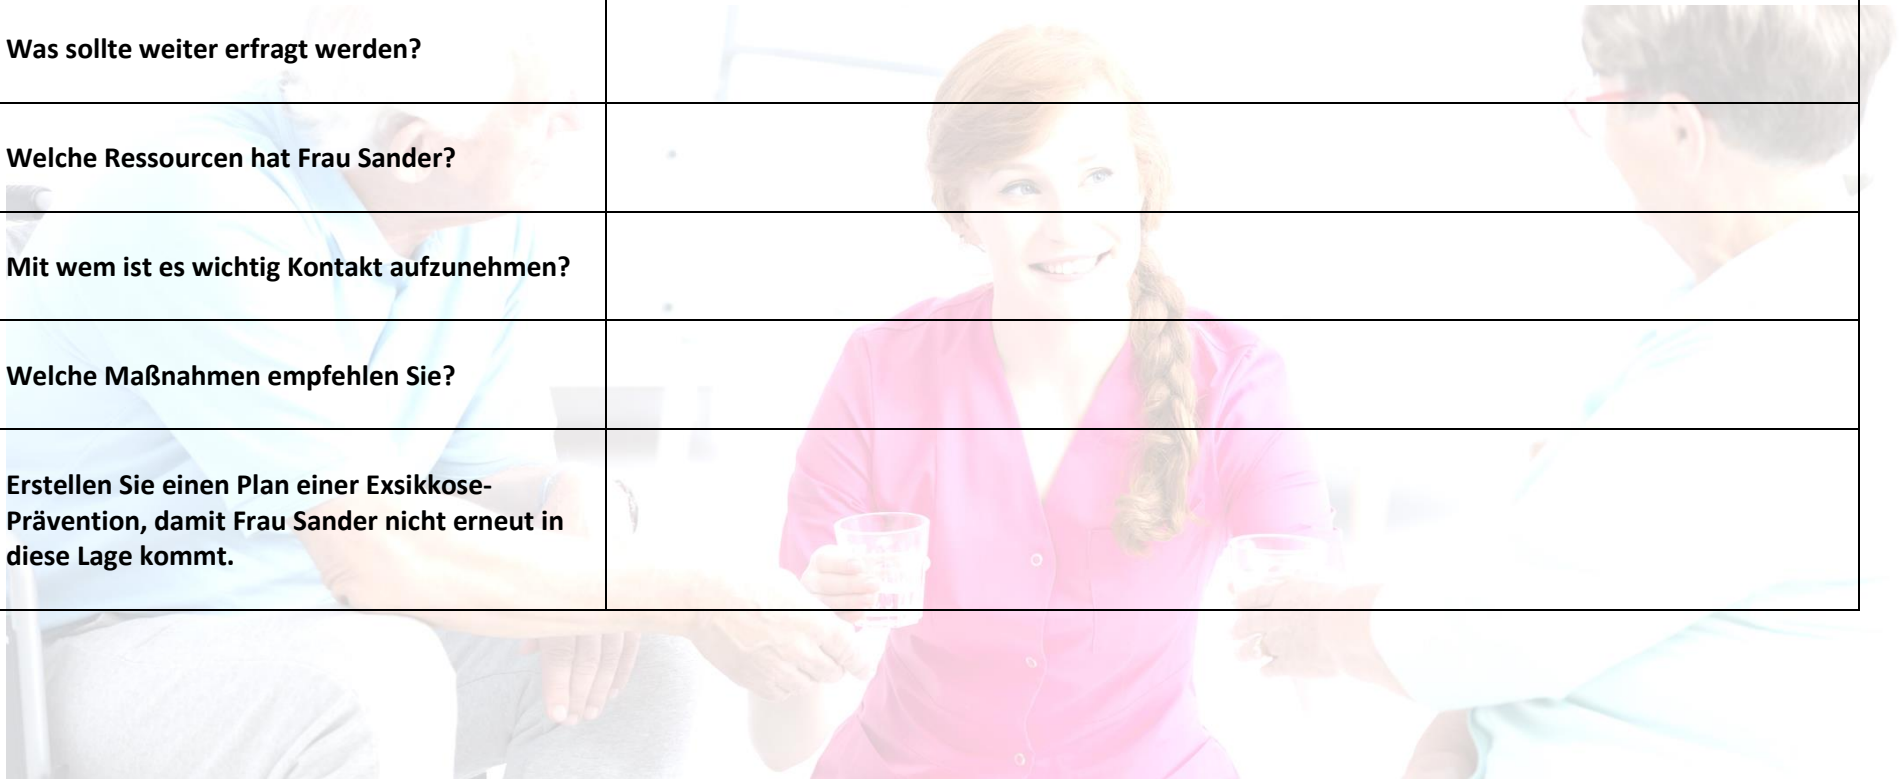 Was sollte weiter erfragt werden?
Welche Ressourcen hat Frau Sander?
Mit wem ist es wichtig Kontakt aufzunehmen?
Welche Maßnahmen empfehlen Sie?
Erstellen Sie einen Plan einer Exsikkose-
Prävention, damit Frau Sander nicht erneut in
diese Lage kommt.